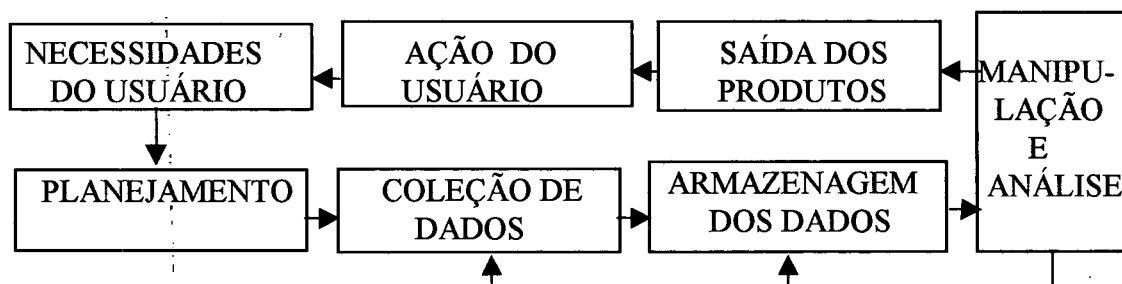 NECESSIDADES
DO USUÁRIO
AÇÃO DO
USUÁRIO
SAÍDA DOS
PRODUTOS
MANIPU-
LAÇÃO
E
ANÁLISE
PLANEJAMENTO
COLEÇÃO DE
DADOS
ARMAZENAGEM
DOS DADOS